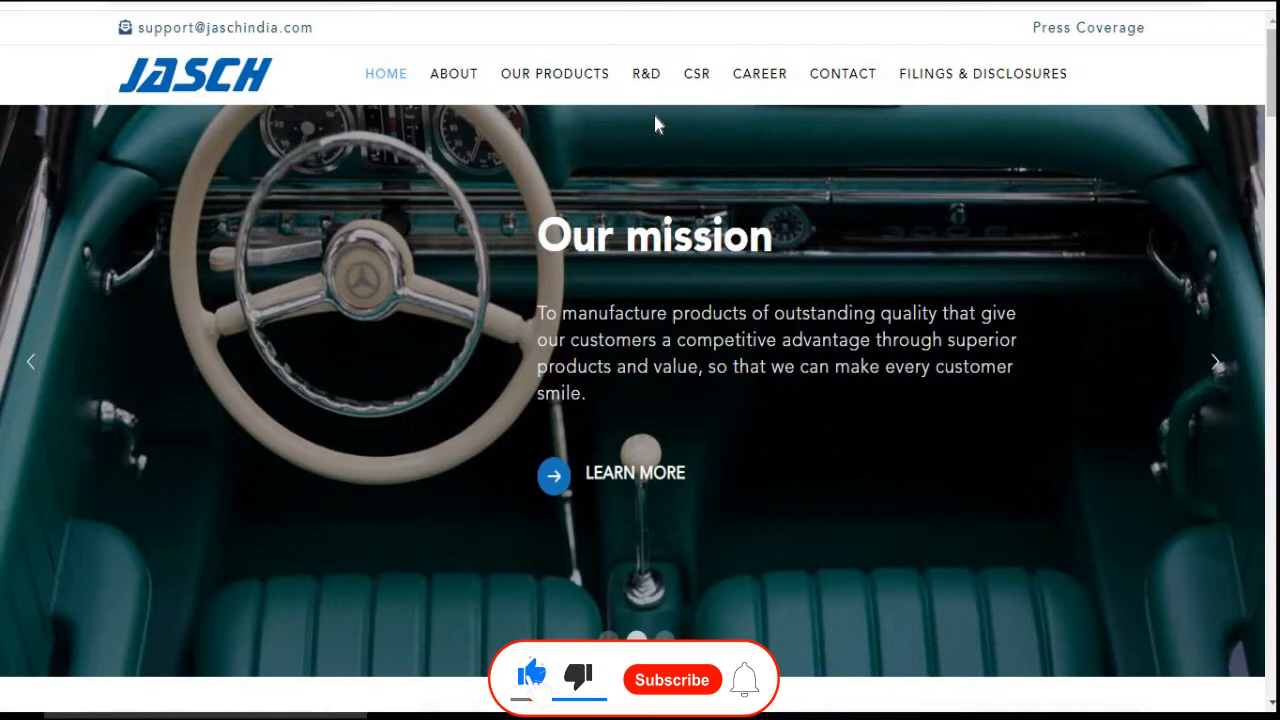 support@jaschindia.com
Press Coverage
JASCH
HOME ABOUT OUR PRODUCTS R&D CSR CAREER CONTACT FILINGS & DISCLOSURES
Our mission
To manufacture products of outstanding quality that give
our customers a competitive advantage through superior
products and value, so that we can make every customer
smile.
LEARN MORE
Subscribe